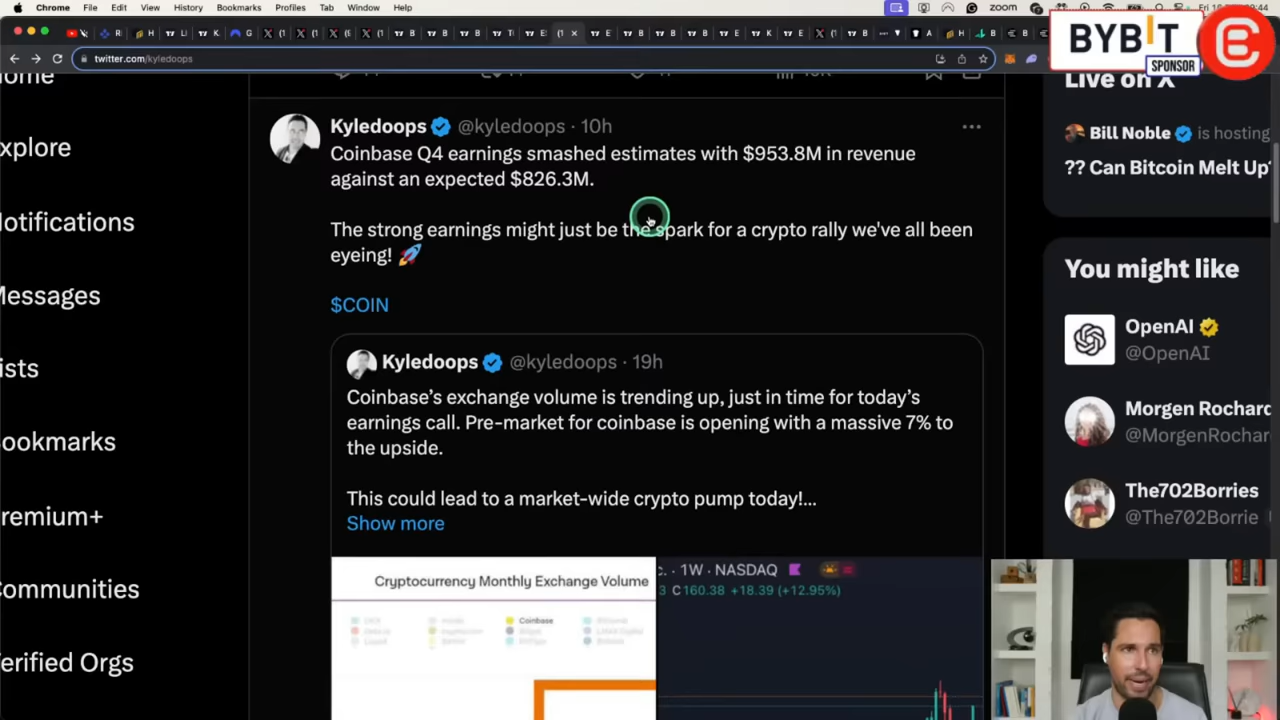 Chrome File Edit View History Bookmarks Profiles Tab Window Help
zoom
twitter.com/kyledoops
BYBIT
SPONSOR
Live on X
Kyledoops @kyledoops · 10h
Coinbase Q4 earnings smashed estimates with $953.8M in revenue
against an expected $826.3M.
The strong earnings might just be the spark for a crypto rally we've all been
eyeing! 🚀
$COIN
Kyledoops @kyledoops · 19h
Coinbase’s exchange volume is trending up, just in time for today’s
earnings call. Pre-market for coinbase is opening with a massive 7% to
the upside.
This could lead to a market-wide crypto pump today!...
Show more
Cryptocurrency Monthly Exchange Volume
Coinbase
· 1W · NASDAQ
C160.38 +18.39 (+12.95%)
xplore
otifications
Messages
ists
ookmarks
remium+
ommunities
erified Orgs
Bill Noble is hosting
?? Can Bitcoin Melt Up
You might like
OpenAI
@OpenAI
Morgen Rochar
@MorgenRochar
The702Borries
@The702Borrie